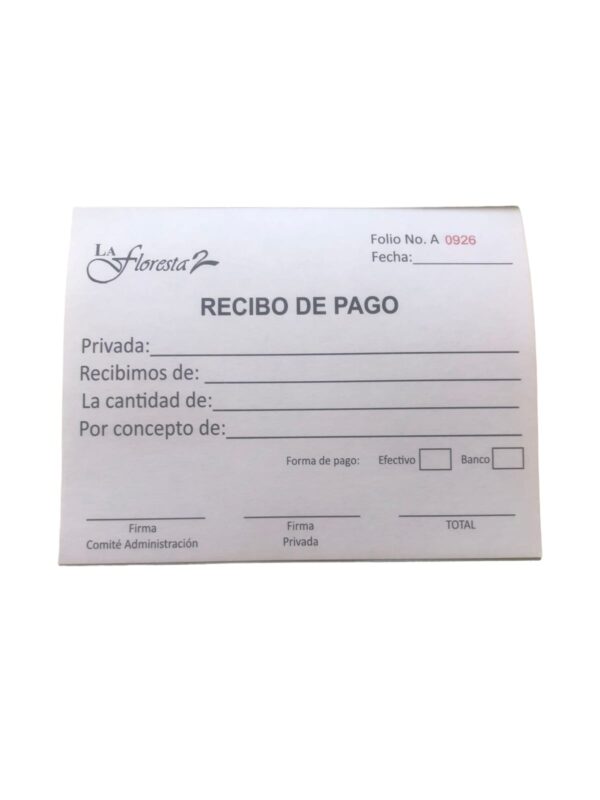 LA Floresta 2
Folio No. A 0926
Fecha:
RECIBO DE PAGO
Privada:
Recibimos de:
La cantidad de:
Por concepto de:
Forma de pago: Efectivo Banco
Firma Firma TOTAL
Comité Administración Privada